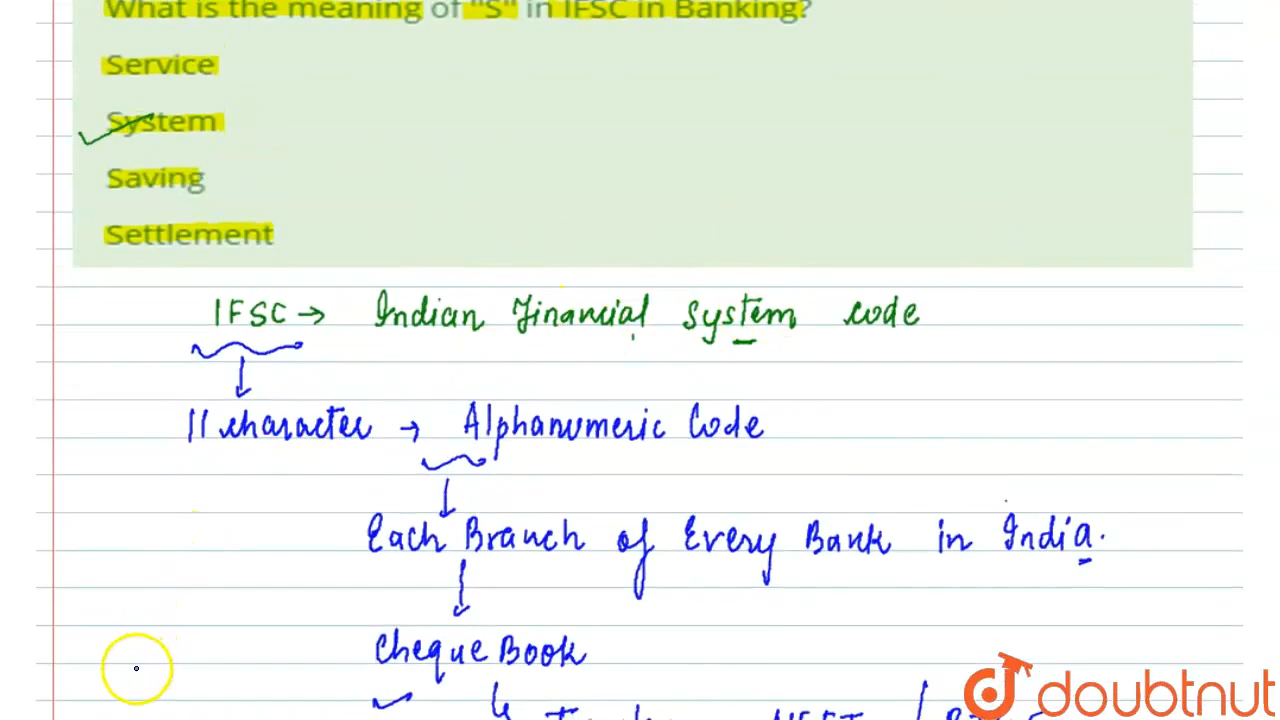 What is the meaning of "S" in IFSC in Banking?
Service
System
Saving
Settlement
IFSC → Indian Financial System code
11 character → Alphanumeric Code
Each Branch of Every Bank in India.
Cheque Book
NEFT /
doubtnut